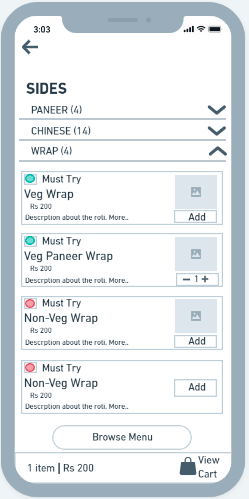 3:03
SIDES
PANEER (4)
CHINESE (14)
WRAP (4)
Must Try
Veg Wrap
Rs 200
Descrption about the roti. More..
Add
Must Try
Veg Paneer Wrap
Rs 200
Descrption about the roti. More..
1
Must Try
Non-Veg Wrap
Rs 200
Descrption about the roti. More..
Add
Must Try
Non-Veg Wrap
Rs 200
Descrption about the roti. More..
Add
Browse Menu
1 item | Rs 200
View
Cart